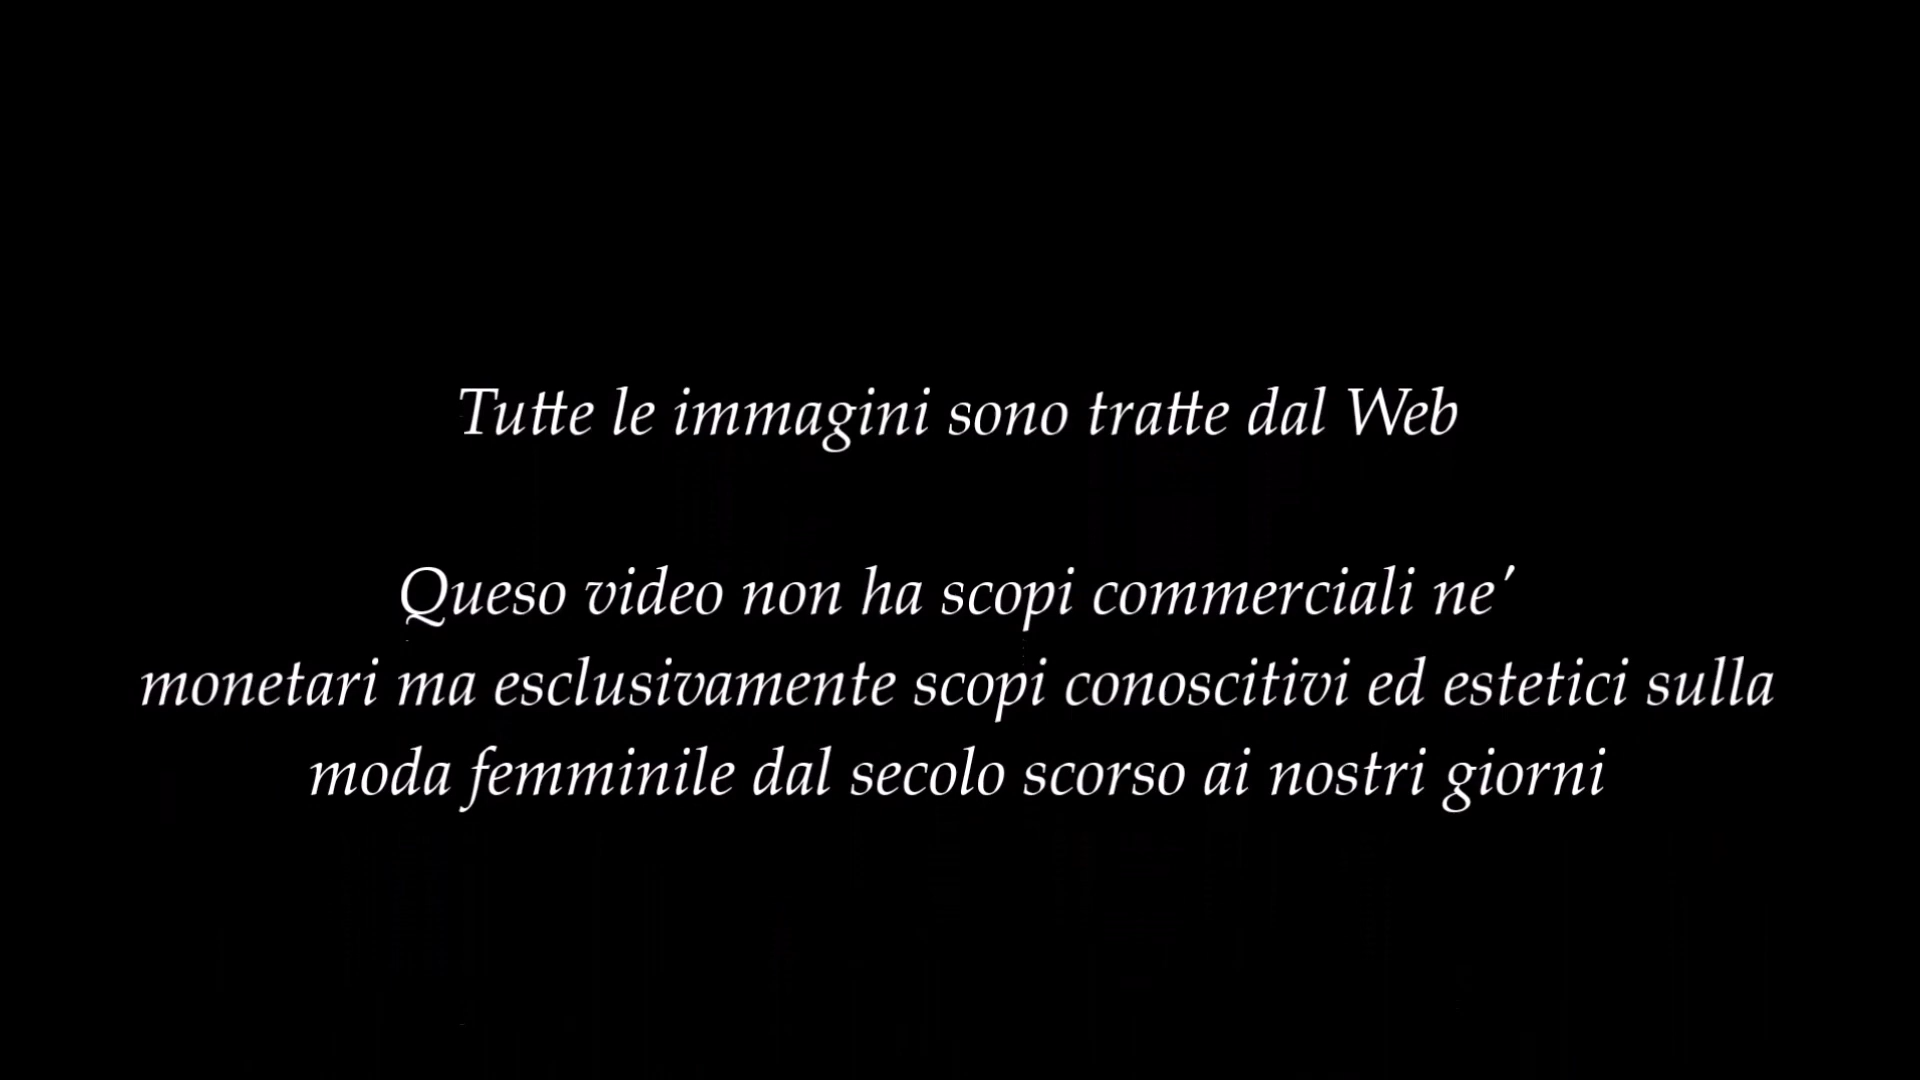 Tutte le immagini sono tratte dal Web
Queso video non ha scopi commerciali ne'
monetari ma esclusivamente scopi conoscitivi ed estetici sulla
moda femminile dal secolo scorso ai nostri giorni